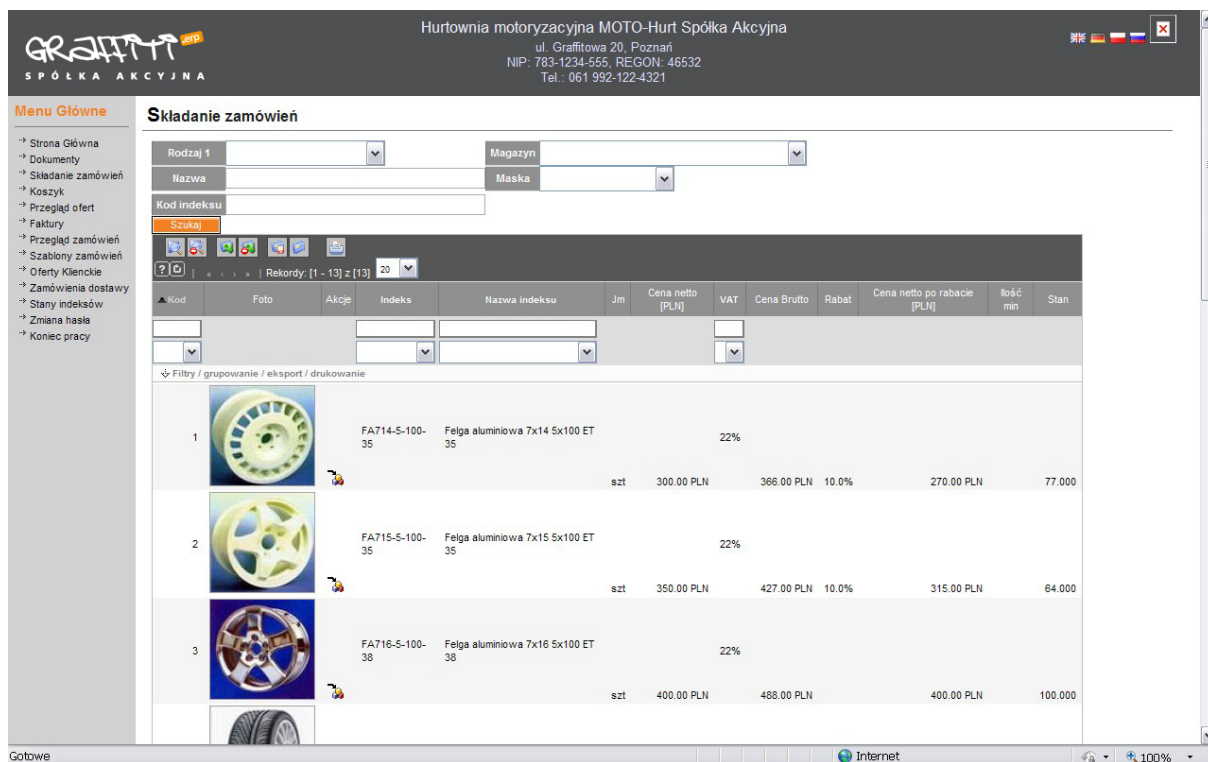 GRAFFITI .erp
SPÓŁKA AKCYJNA
Hurtownia motoryzacyjna MOTO-Hurt Spółka Akcyjna
ul. Graffitowa 20, Poznań
NIP: 783-1234-555, REGON: 46532
Tel.: 061 992-122-4321
Menu Główne
Strona Główna
Dokumenty
Składanie zamówień
Koszyk
Przegląd ofert
Faktury
Przegląd zamówień
Szablony zamówień
Oferty Klienckie
Zamówienia dostawy
Stany indeksów
Zmiana hasła
Koniec pracy
Składanie zamówień
Rodzaj 1 Magazyn
Nazwa Maska
Kod indeksu
Szukaj
Rekordy: [1 - 13] z [13] 20
Kod Foto Akcje Indeks Nazwa indeksu Jm Cena netto [PLN] VAT Cena Brutto Rabat Cena netto po rabacie [PLN] Ilość min Stan
Filtry / grupowanie / eksport / drukowanie
1 FA714-5-100-35 Felga aluminiowa 7x14 5x100 ET 35 22%
szt 300.00 PLN 366.00 PLN 10.0% 270.00 PLN 77.000
2 FA715-5-100-35 Felga aluminiowa 7x15 5x100 ET 35 22%
szt 350.00 PLN 427.00 PLN 10.0% 315.00 PLN 64.000
3 FA716-5-100-38 Felga aluminiowa 7x16 5x100 ET 38 22%
szt 400.00 PLN 488.00 PLN 400.00 PLN 100.000
Gotowe Internet 100%